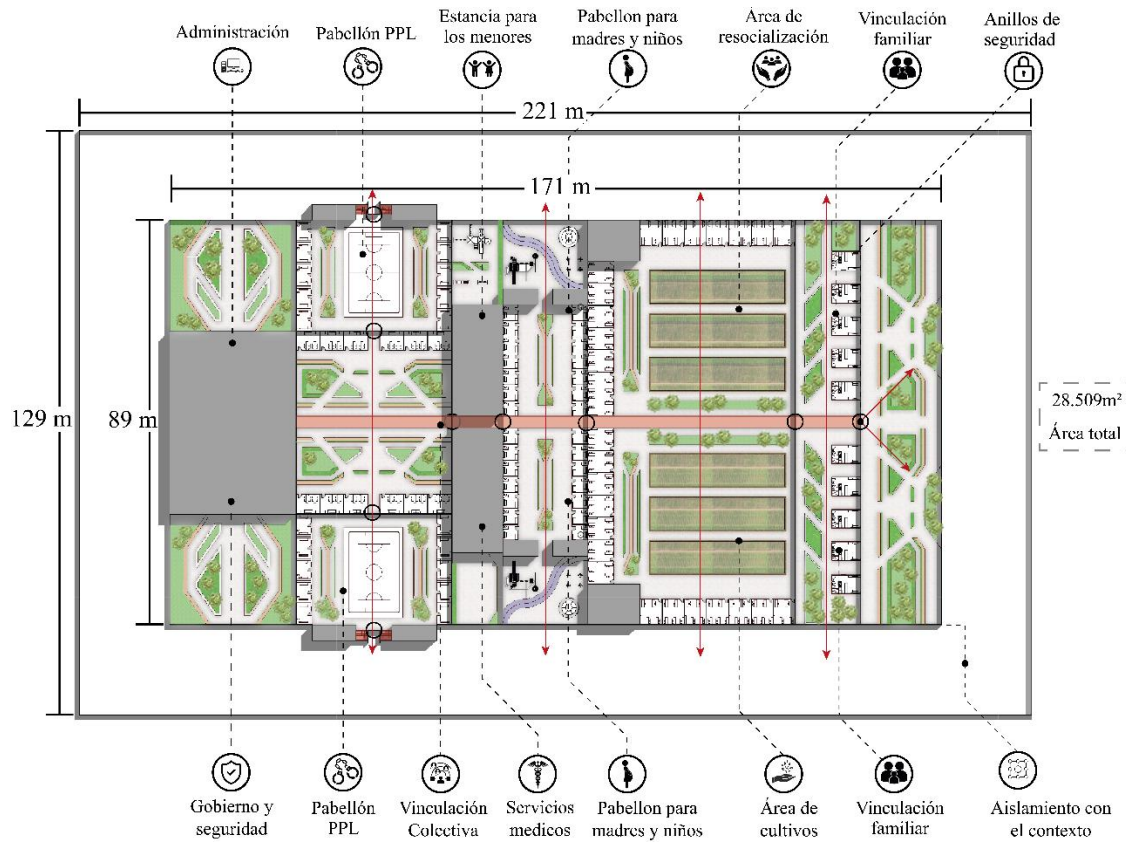 Administración
Pabellón PPL
Estancia para
los menores
Pabellon para
madres y niños
Área de
resocialización
Vinculación
familiar
Anillos de
seguridad
221 m
171 m
129 m
89 m
28.509m²
Área total
Gobierno y
seguridad
Pabellón
PPL
Vinculación
Colectiva
Servicios
medicos
Pabellon para
madres y niños
Área de
cultivos
Vinculación
familiar
Aislamiento con
el contexto